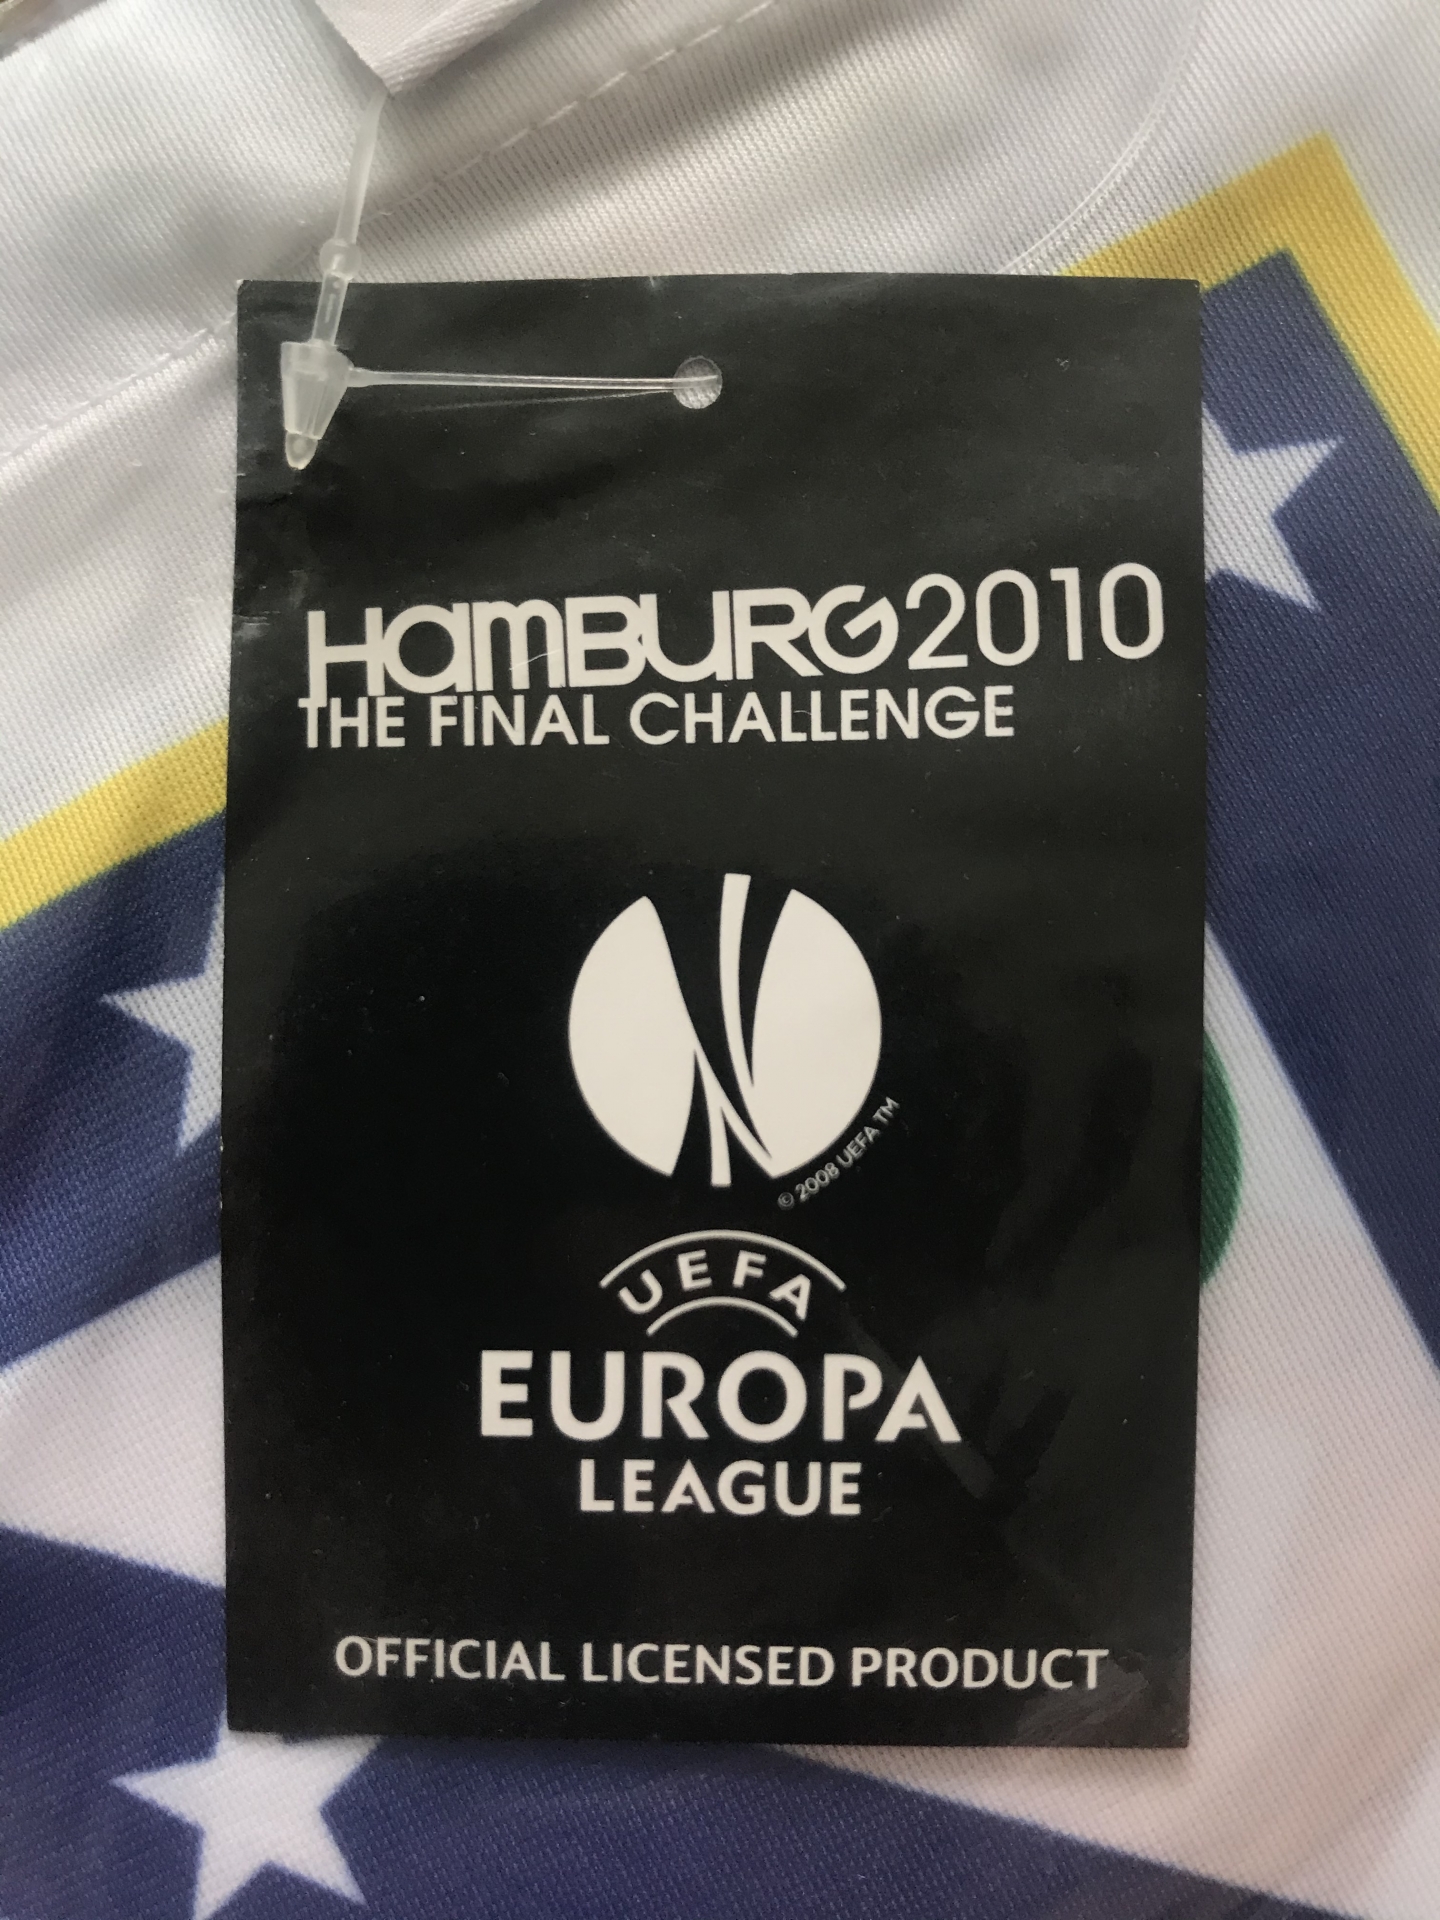 HAMBURG2010
THE FINAL CHALLENGE
© 2008 UEFA TM
UEFA
EUROPA
LEAGUE
OFFICIAL LICENSED PRODUCT